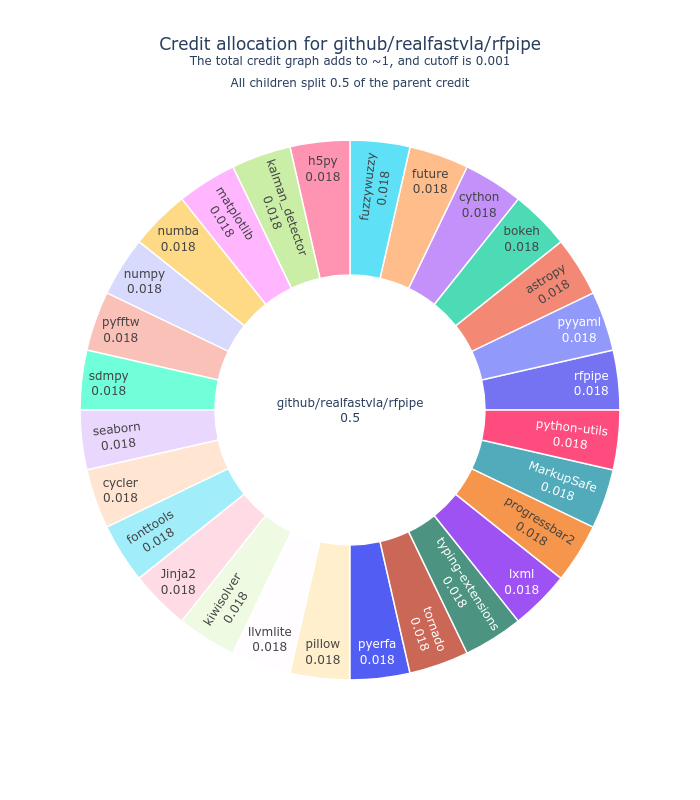 Credit allocation for github/realfastvla/rfpipe
The total credit graph adds to ~1, and cutoff is 0.001
All children split 0.5 of the parent credit
github/realfastvla/rfpipe
0.5
rfpipe
0.018
pyyaml
0.018
astropy
0.018
bokeh
0.018
cython
0.018
future
0.018
fuzzywuzzy
0.018
h5py
0.018
kalman_detector
0.018
matplotlib
0.018
numba
0.018
numpy
0.018
pyfftw
0.018
sdmpy
0.018
seaborn
0.018
cycler
0.018
fonttools
0.018
Jinja2
0.018
kiwisolver
0.018
llvmlite
0.018
pillow
0.018
pyerfa
0.018
tornado
0.018
typing-extensions
0.018
lxml
0.018
progressbar2
0.018
MarkupSafe
0.018
python-utils
0.018